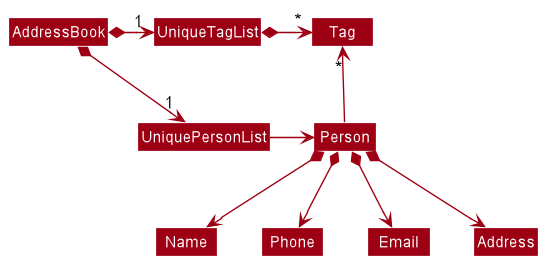 AddressBook
1
UniqueTagList
*
Tag
*
1
UniquePersonList
Person
Name
Phone
Email
Address